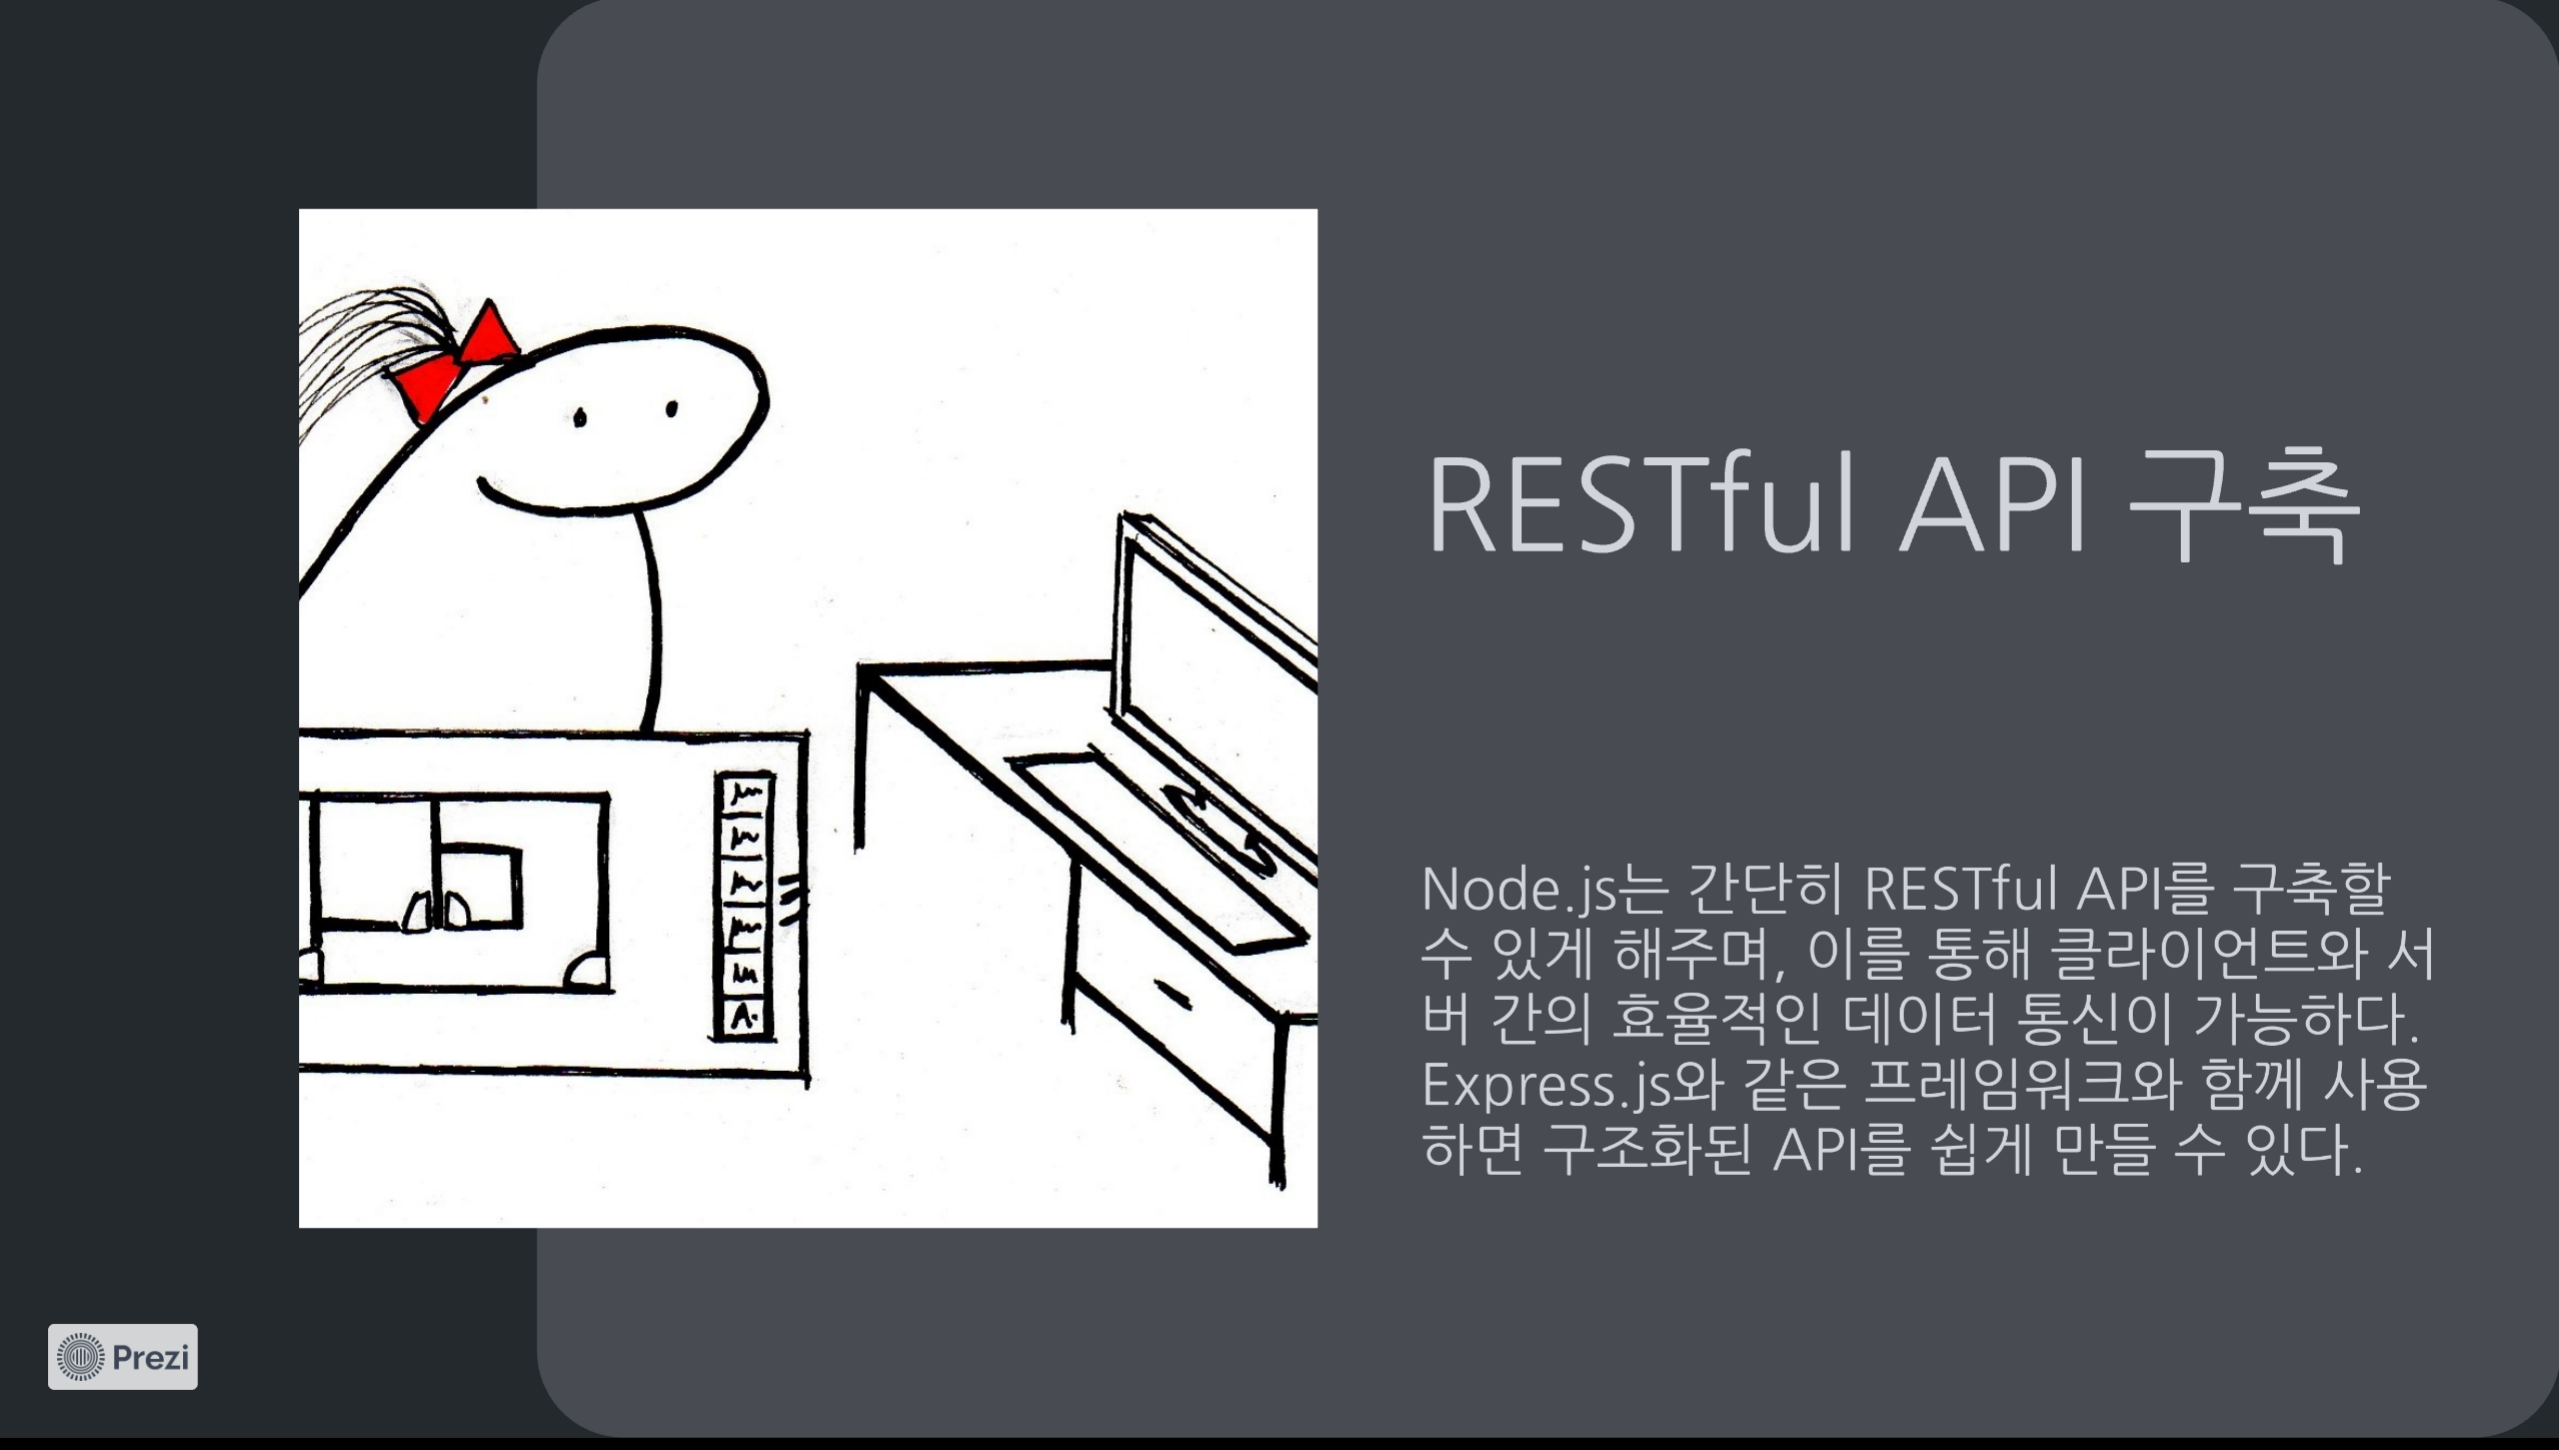 RESTful API 구축
Node.js는 간단히 RESTful API를 구축할
수 있게 해주며, 이를 통해 클라이언트와 서
버 간의 효율적인 데이터 통신이 가능하다.
Express.js와 같은 프레임워크와 함께 사용
하면 구조화된 API를 쉽게 만들 수 있다.
Prezi